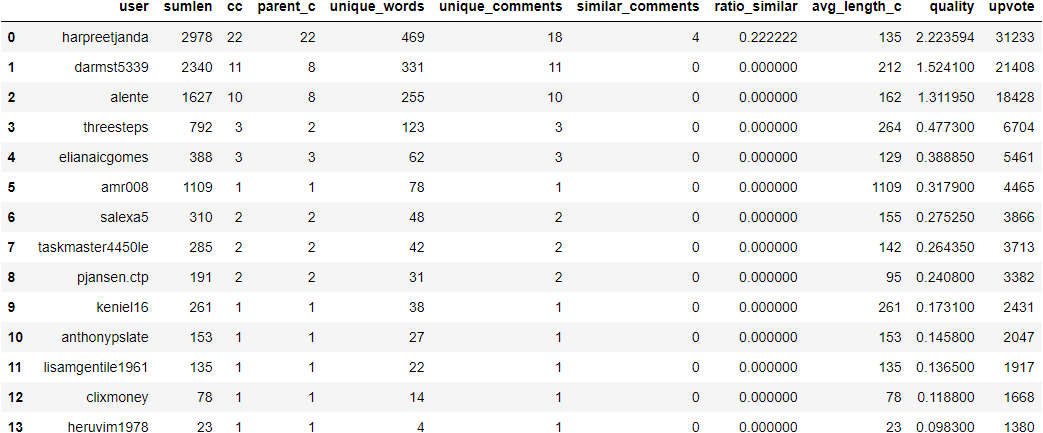 user sumlen cc parent_c unique_words unique_comments similar_comments ratio_similar avg_length_c quality upvote
0 harpreetjanda 2978 22 22 469 18 4 0.222222 135 2.223594 31233
1 darmst5339 2340 11 8 331 11 0 0.000000 212 1.524100 21408
2 alente 1627 10 8 255 10 0 0.000000 162 1.311950 18428
3 threesteps 792 3 2 123 3 0 0.000000 264 0.477300 6704
4 elianaicgomes 388 3 3 62 3 0 0.000000 129 0.388850 5461
5 amr008 1109 1 1 78 1 0 0.000000 1109 0.317900 4465
6 salexa5 310 2 2 48 2 0 0.000000 155 0.275250 3866
7 taskmaster4450le 285 2 2 42 2 0 0.000000 142 0.264350 3713
8 pjansen.ctp 191 2 2 31 2 0 0.000000 95 0.240800 3382
9 keniel16 261 1 1 38 1 0 0.000000 261 0.173100 2431
10 anthonypslate 153 1 1 27 1 0 0.000000 153 0.145800 2047
11 lisamgentile1961 135 1 1 22 1 0 0.000000 135 0.136500 1917
12 clixmoney 78 1 1 14 1 0 0.000000 78 0.118800 1668
13 heruvim1978 23 1 1 4 1 0 0.000000 23 0.098300 1380